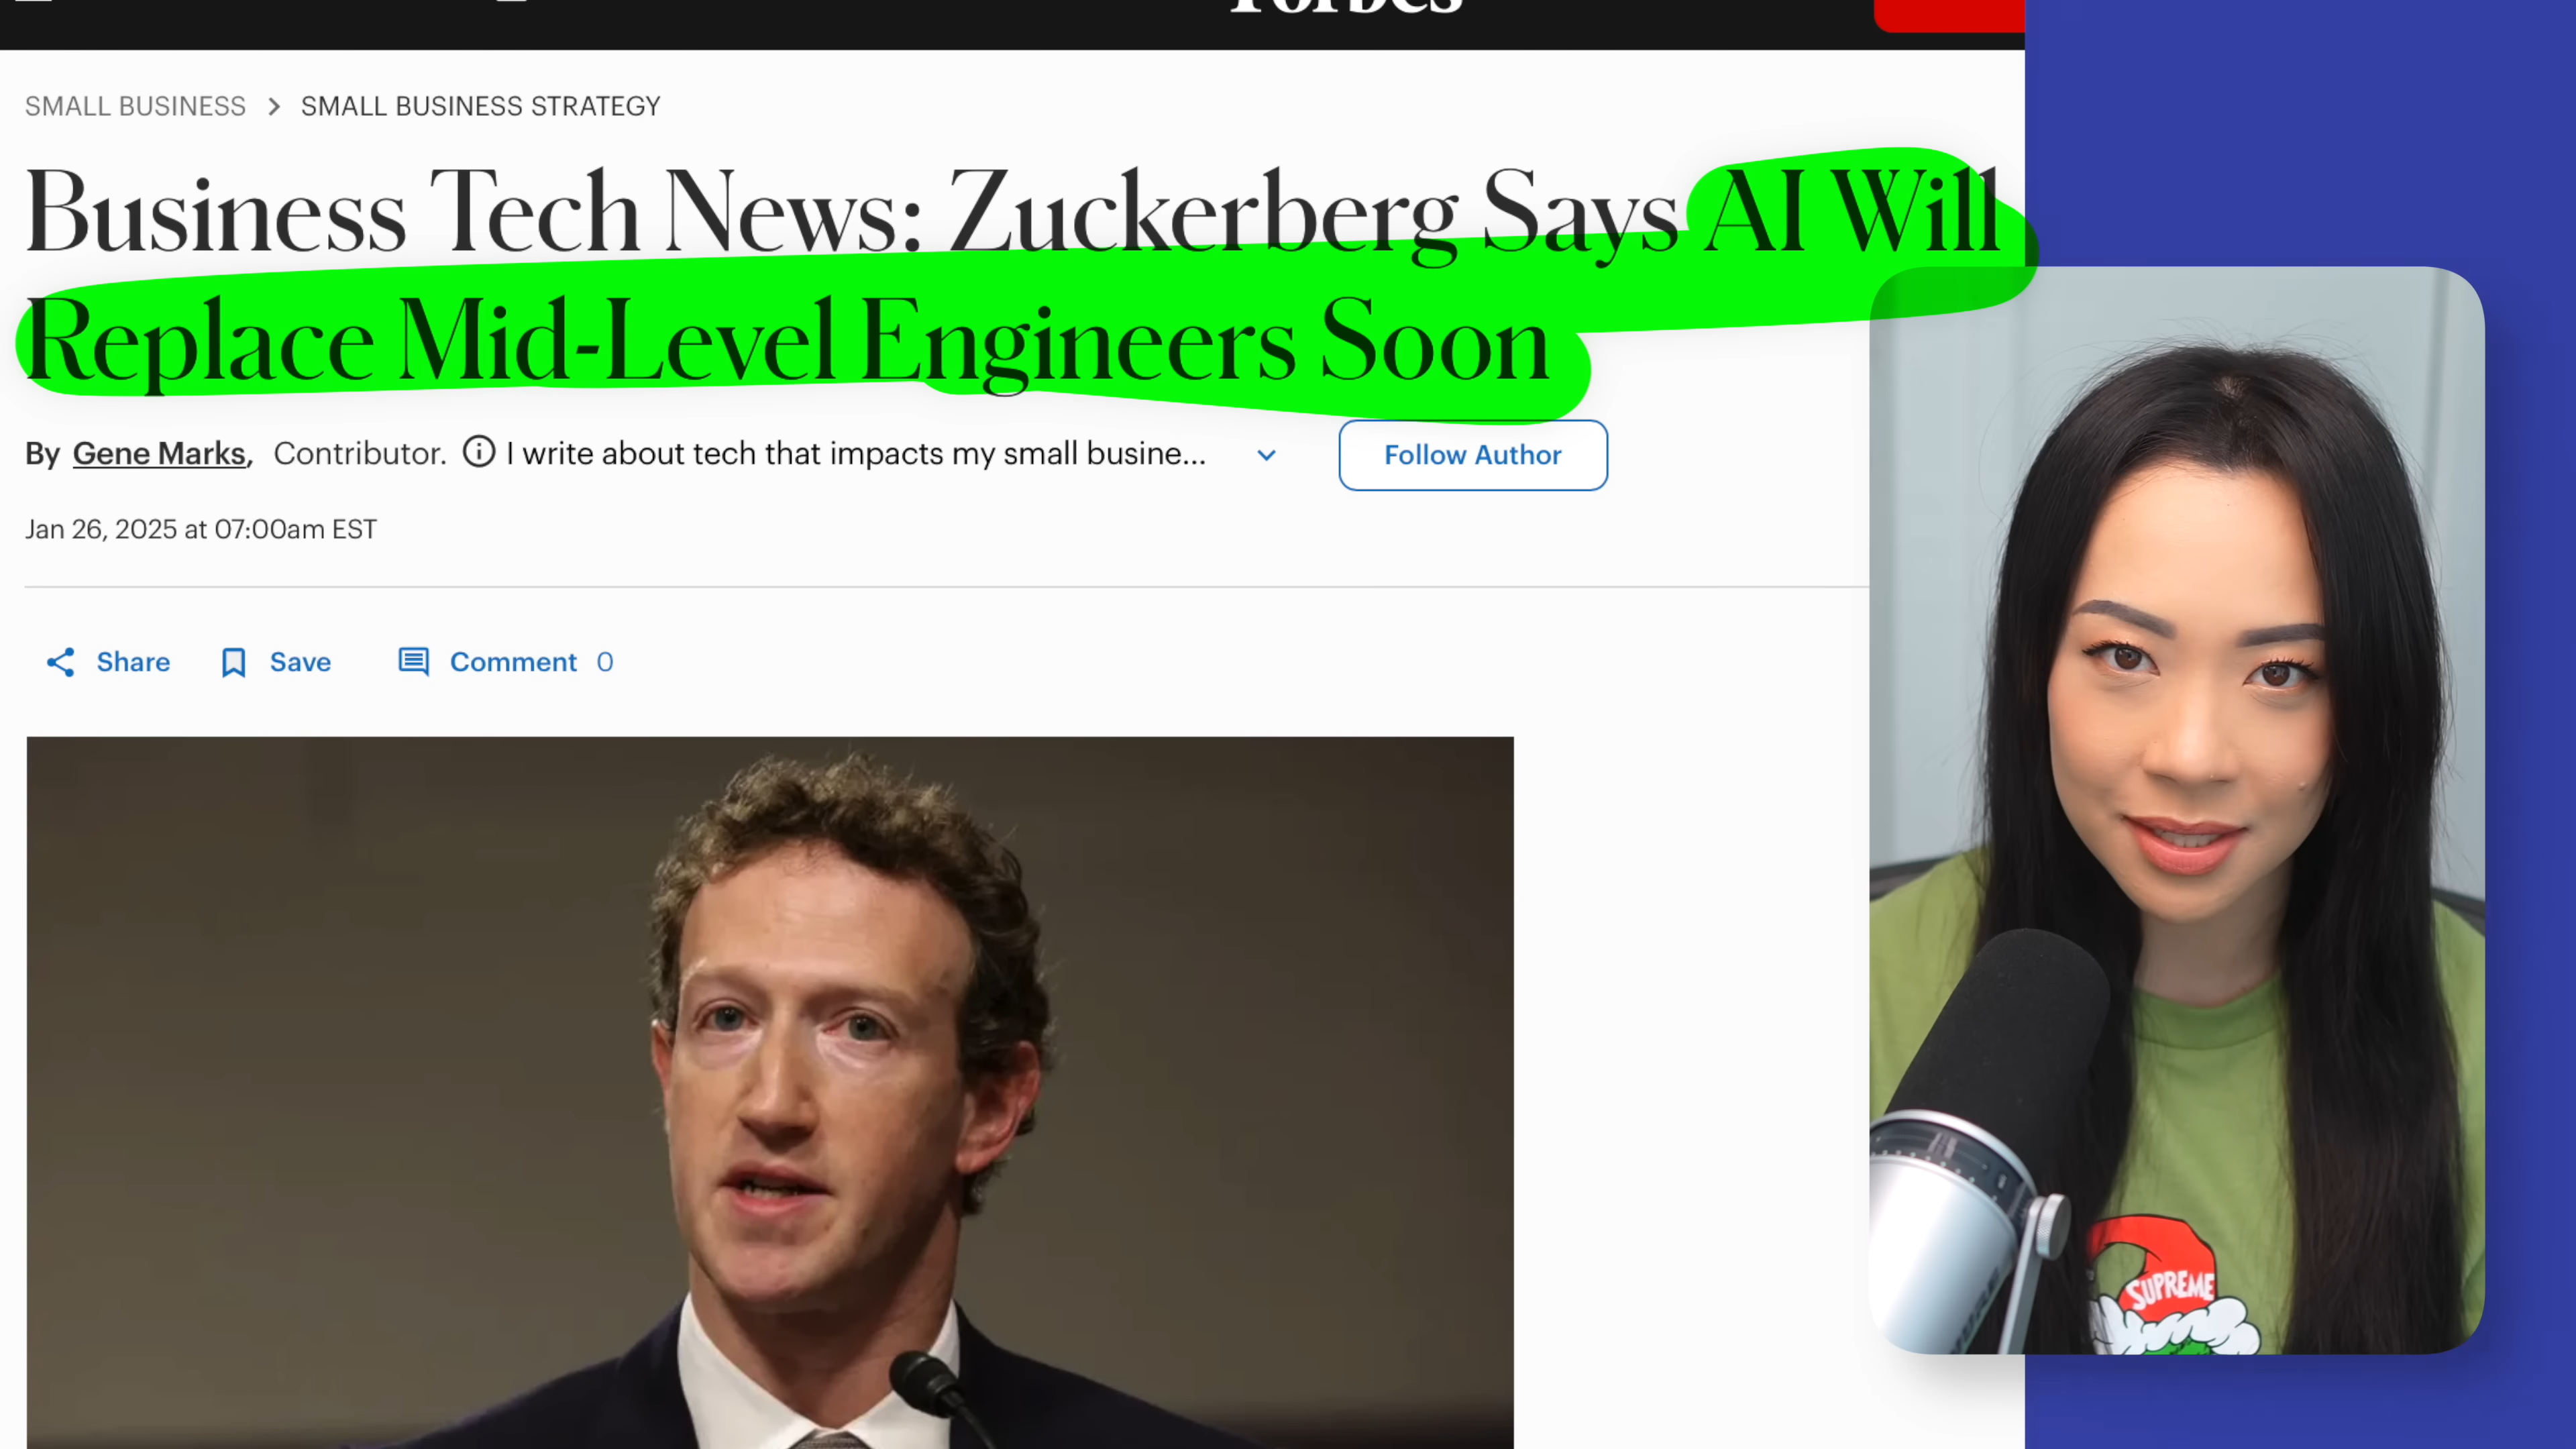 Forbes
SMALL BUSINESS > SMALL BUSINESS STRATEGY
Business Tech News: Zuckerberg Says AI Will
Replace Mid-Level Engineers Soon
By Gene Marks, Contributor. I write about tech that impacts my small busine...
Follow Author
Jan 26, 2025 at 07:00am EST
Share Save Comment 0
SUPREME